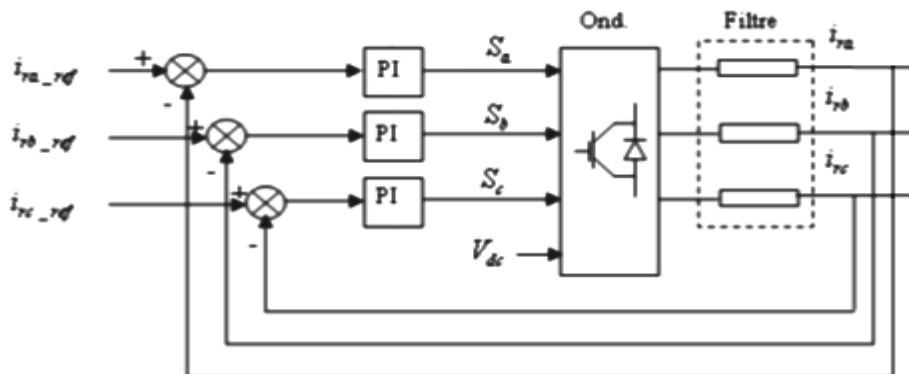 Ond.
Filtre
i_ra_ref
+
-
PI
S_a
i_ra
i_rb_ref
+
-
PI
S_b
i_rb
i_rc_ref
+
-
PI
S_c
i_rc
V_dc